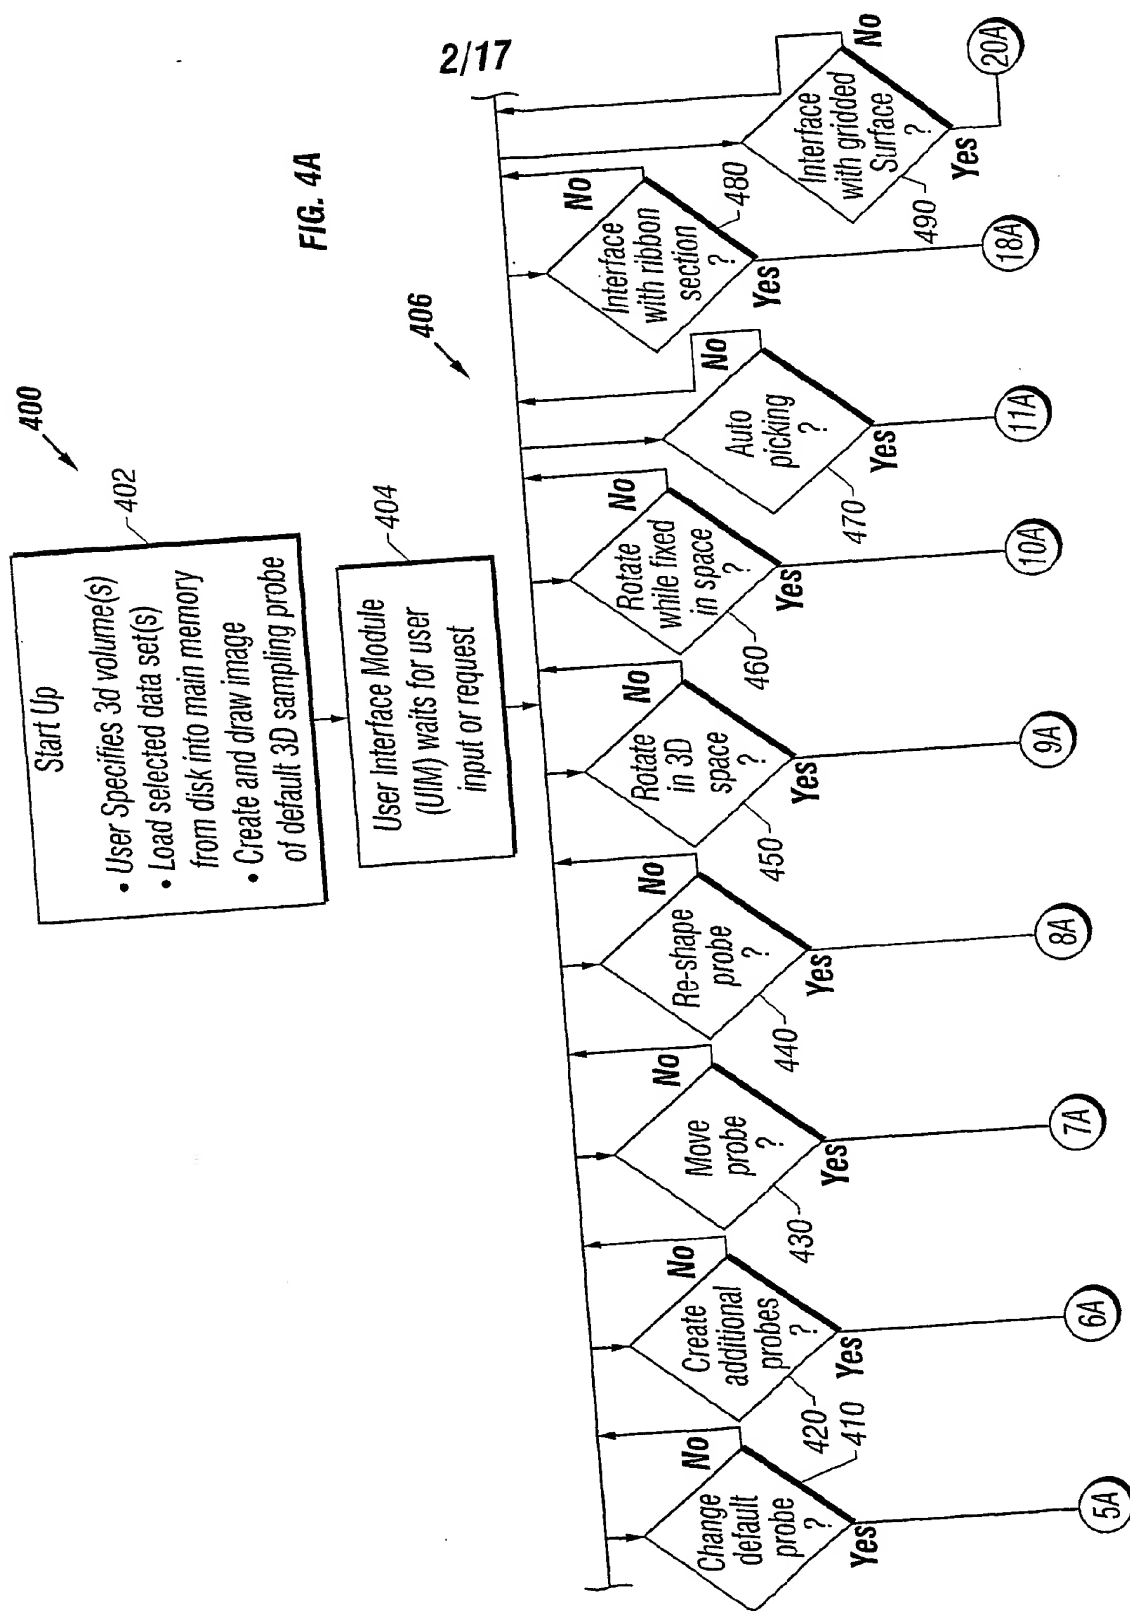 2/17
FIG. 4A
400
Start Up
• User Specifies 3d volume(s)
• Load selected data set(s)
from disk into main memory
• Create and draw image
of default 3D sampling probe
402
User Interface Module
(UIM) waits for user
input or request
404
406
Change
default
probe
?
410
No
Yes
5A
Create
additional
probes
?
420
No
Yes
6A
Move
probe
?
430
No
Yes
7A
Re-shape
probe
?
440
No
Yes
8A
Rotate
in 3D
space
?
450
No
Yes
9A
Rotate
while fixed
in space
?
460
No
Yes
10A
Auto
picking
?
470
No
Yes
11A
Interface
with ribbon
section
?
480
No
Yes
18A
Interface
with gridded
Surface
?
490
No
Yes
20A